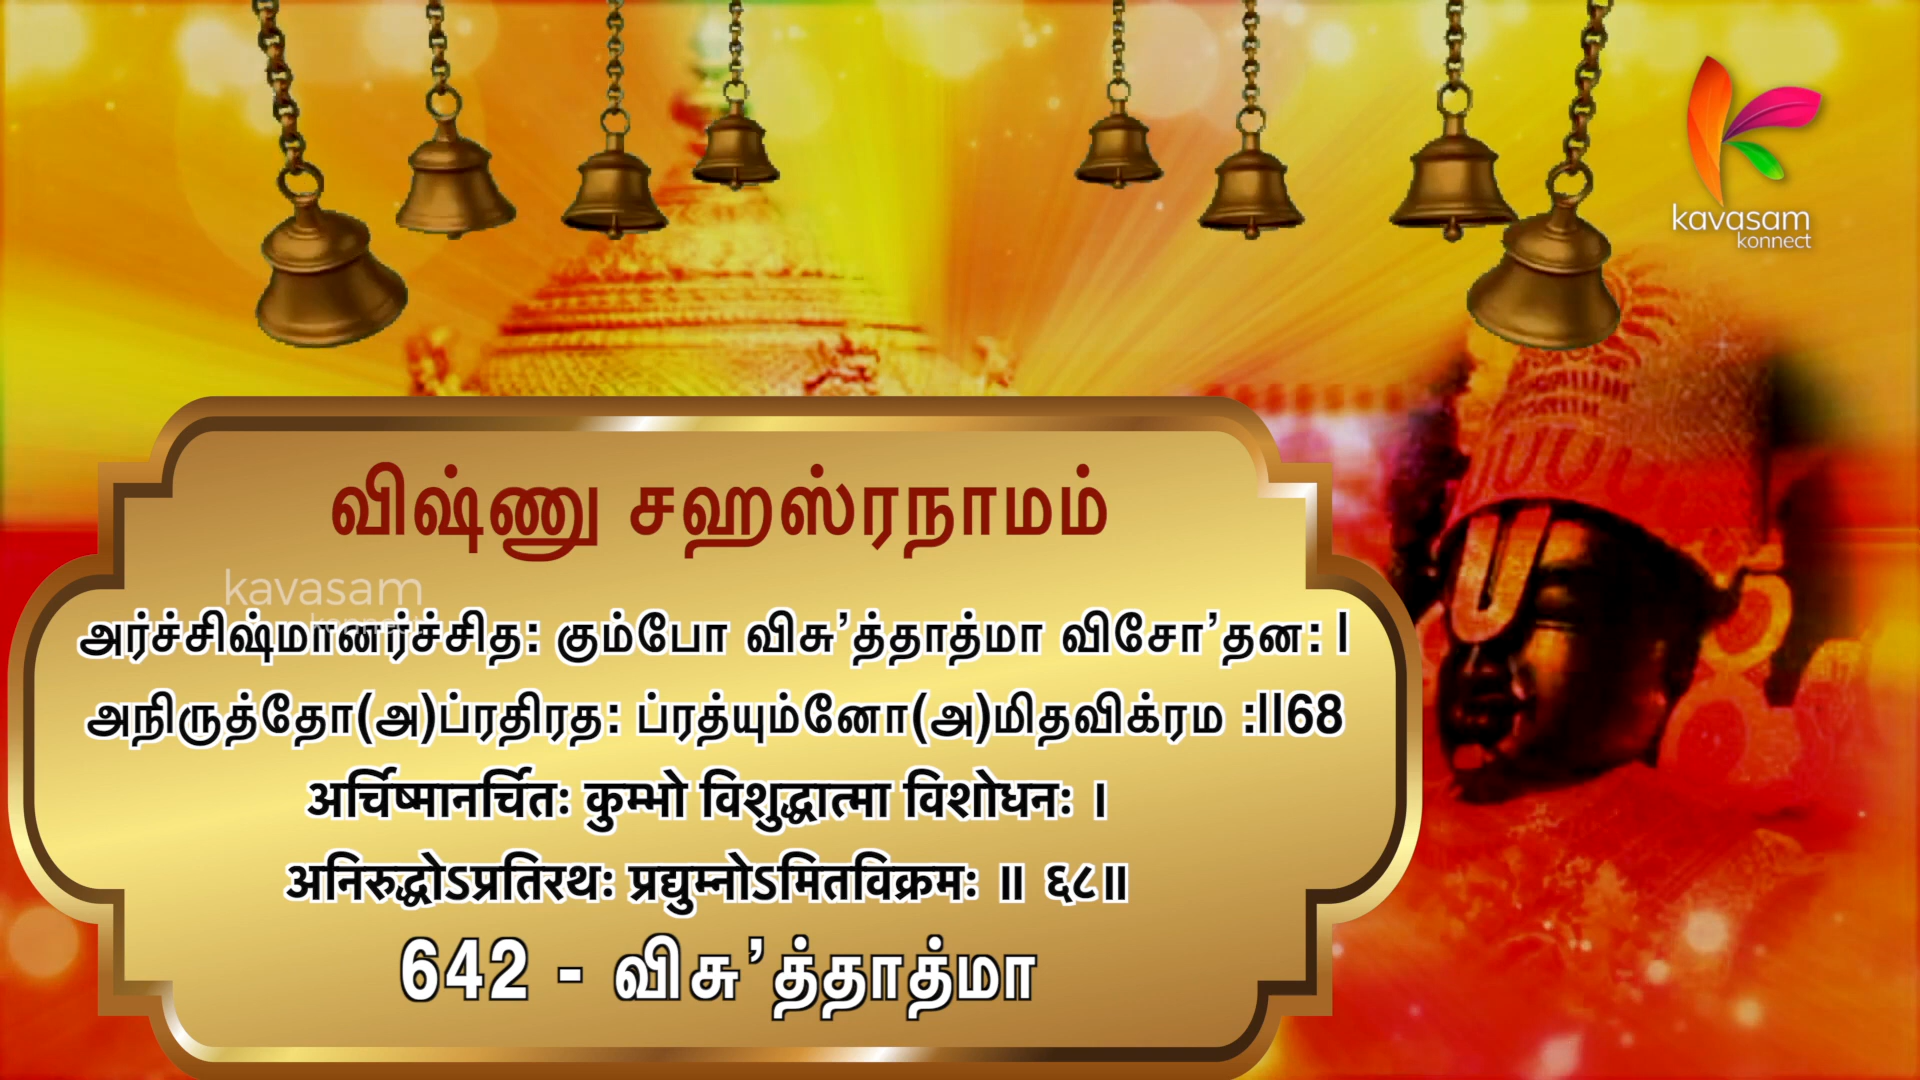 kavasam
konnect
விஷ்ணு சஹஸ்ரநாமம்
kavasam
konnect
அர்ச்சிஷ்மானர்ச்சித: கும்போ விசு’த்தாத்மா விசோ’தன: |
அநிருத்தோ(அ)ப்ரதிரத: ப்ரத்யும்னோ(அ)மிதவிக்ரம :||68
अर्चिष्मानर्चितः कुम्भो विशुद्धात्मा विशोधनः ।
अनिरुद्धोऽप्रतिरथः प्रद्युम्नोऽमितविक्रमः ॥ ६८॥
642 - விசு’த்தாத்மா